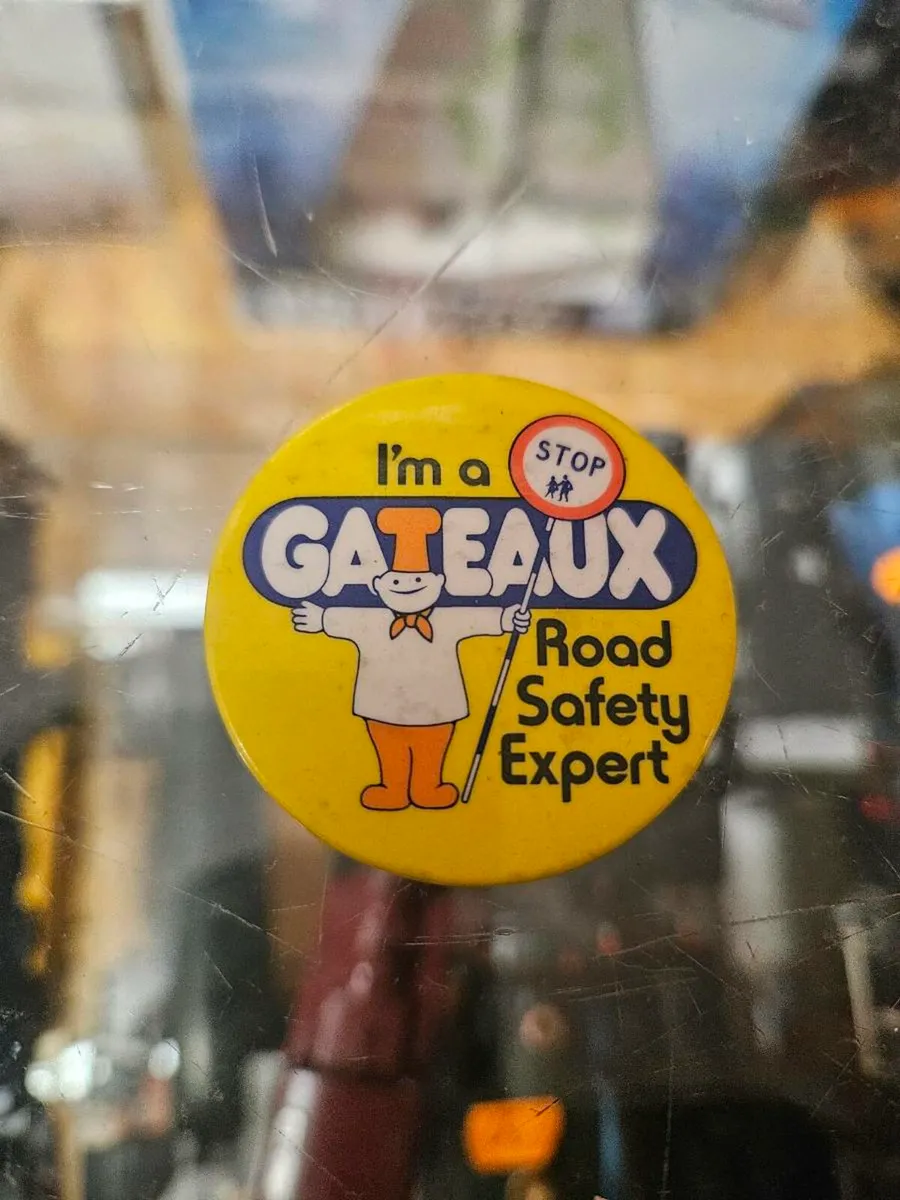 I'm a
STOP
GATEAUX
Road
Safety
Expert